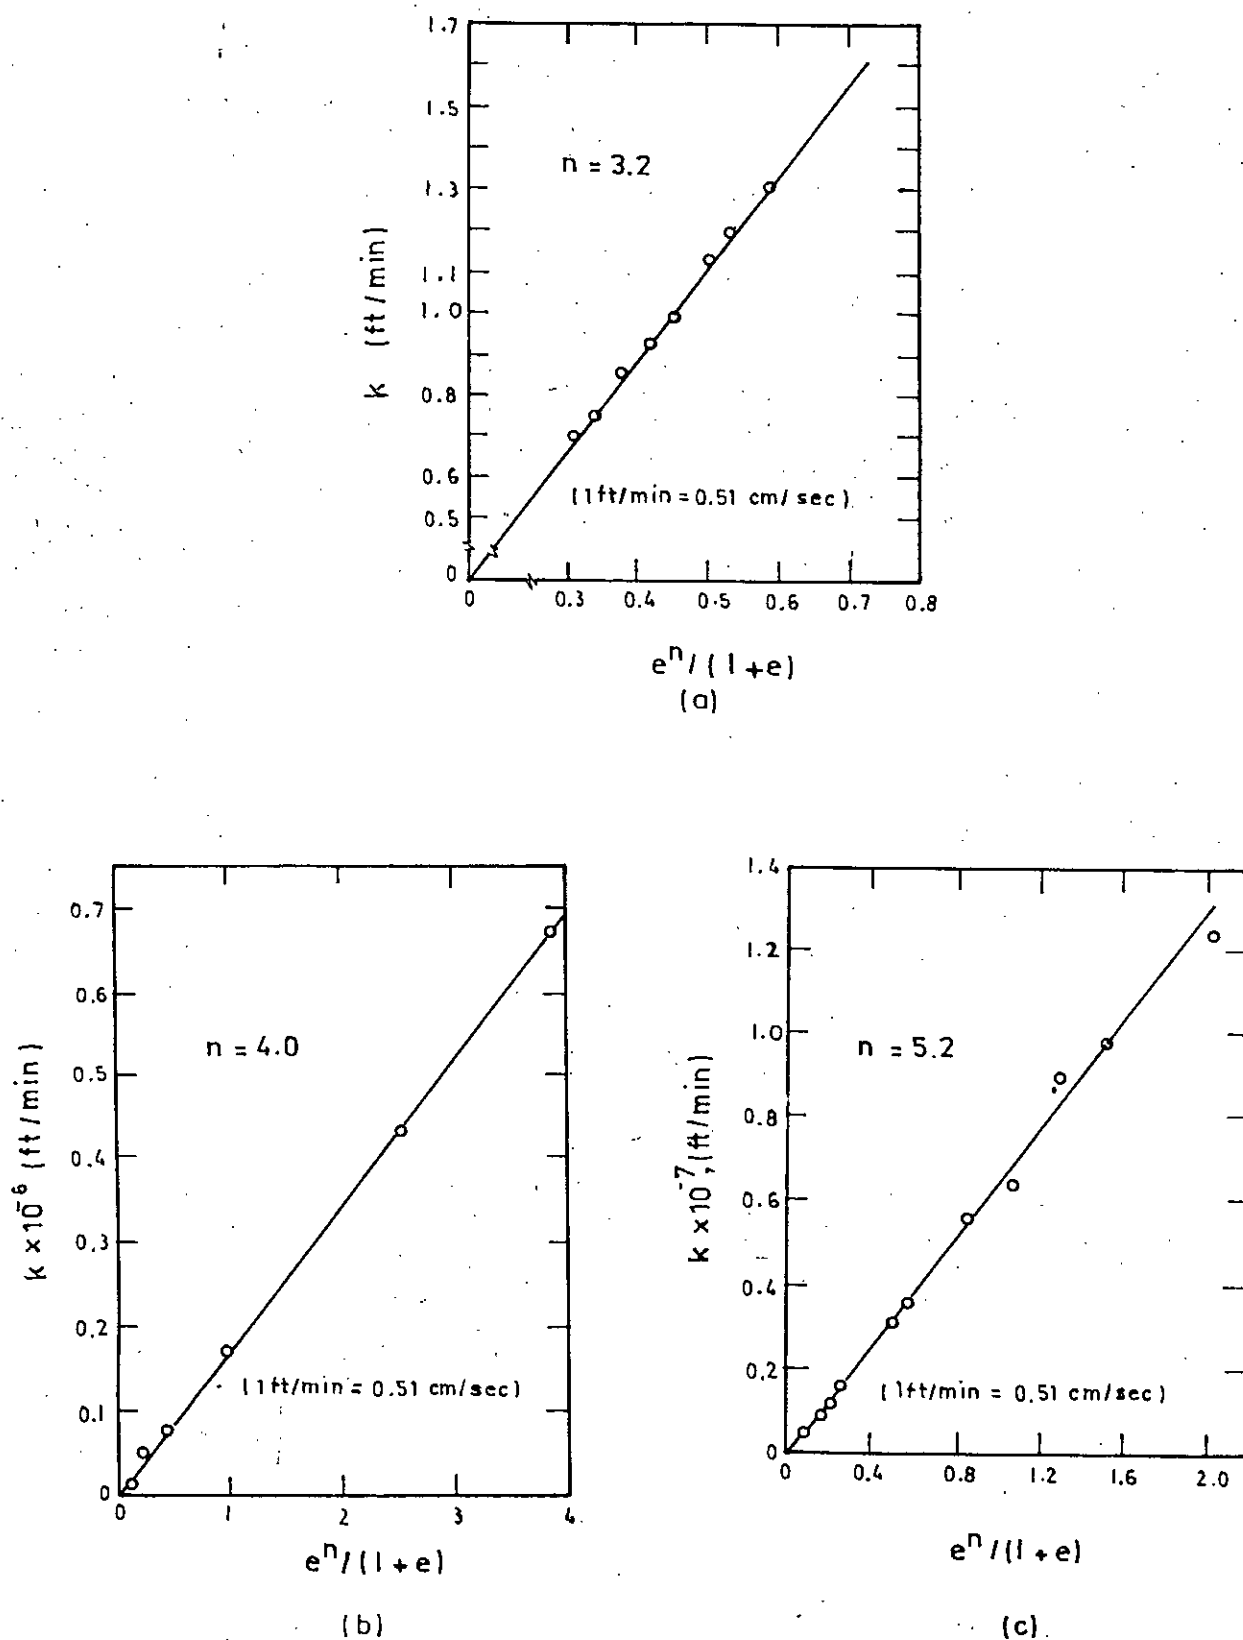 1.7
1.5
1.3
1.1
1.0
0.8
0.6
0.5
0
k (ft/min)
n = 3.2
(1ft/min = 0.51 cm/sec)
0 0.3 0.4 0.5 0.6 0.7 0.8
e^n/(1+e)
(a)
0.7
0.6
0.5
0.4
0.3
0.2
0.1
0
k x10^-6 (ft/min)
n = 4.0
(1ft/min = 0.51 cm/sec)
0 1 2 3 4
e^n/(1+e)
(b)
1.4
1.2
1.0
0.8
0.6
0.4
0.2
0
k x10^-7, (ft/min)
n = 5.2
(1ft/min = 0.51 cm/sec)
0 0.4 0.8 1.2 1.6 2.0
e^n/(1+e)
(c)